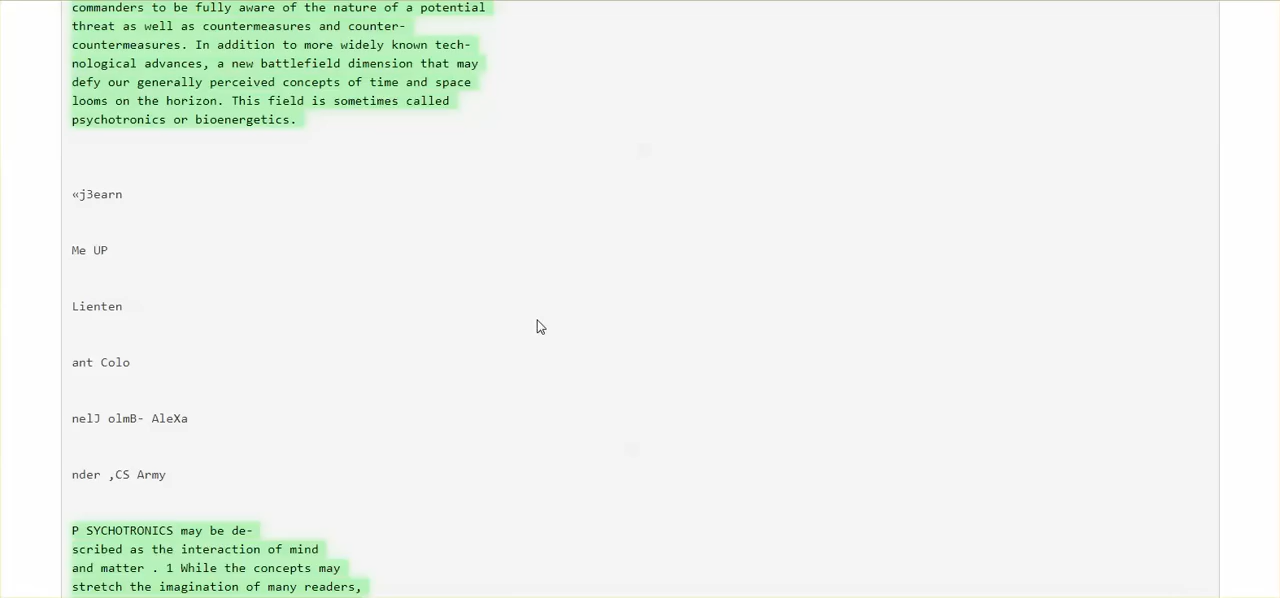 commanders to be fully aware of the nature of a potential
threat as well as countermeasures and counter-
countermeasures. In addition to more widely known tech-
nological advances, a new battlefield dimension that may
defy our generally perceived concepts of time and space
looms on the horizon. This field is sometimes called
psychotronics or bioenergetics.
«j3earn
Me UP
Lienten
ant Colo
nelJ olmB- AleXa
nder ,CS Army
P SYCHOTRONICS may be de-
scribed as the interaction of mind
and matter . 1 While the concepts may
stretch the imagination of many readers,